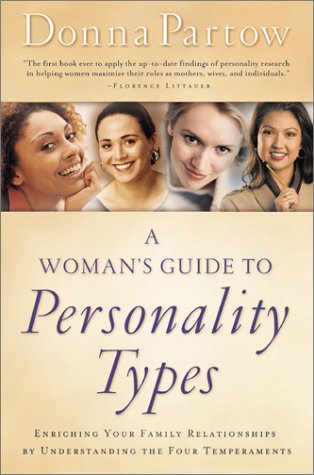 Donna Partow
"The first book ever to apply the up-to-date findings of personality research
in helping women maximize their roles as mothers, wives, and individuals."
–Florence Littauer
A
Woman's Guide to
Personality
Types
Enriching Your Family Relationships
by Understanding the Four Temperaments